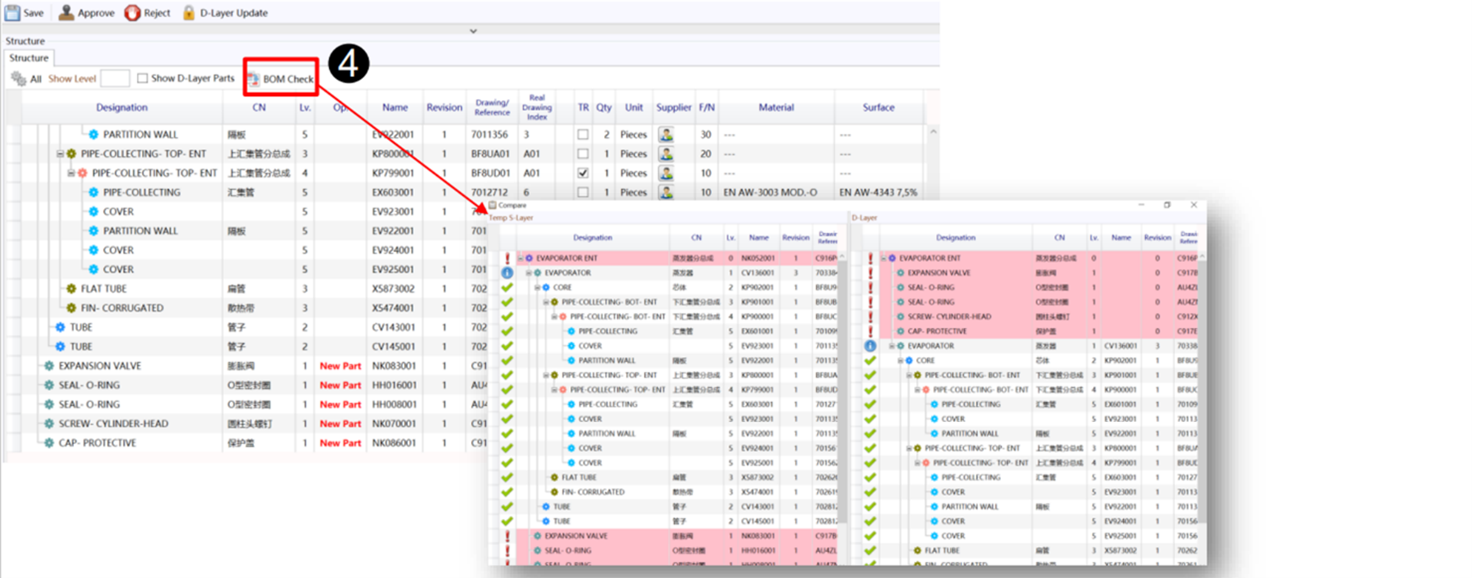 Save Approve Reject D-Layer Update
Structure
Structure
All Show Level Show D-Layer Parts BOM Check
4
Designation CN Lv. Name Revision Drawing/ Reference Real Drawing Index TR Qty Unit Supplier F/N Material Surface
PARTITION WALL 隔板 5 EV922001 1 7011356 3 2 Pieces 30 --- ---
PIPE-COLLECTING- TOP- ENT 上汇集管分总成 3 KP800001 1 BF8UA01 A01 1 Pieces 20 --- ---
PIPE-COLLECTING- TOP- ENT 上汇集管分总成 4 KP799001 1 BF8UD01 A01 1 Pieces 10 --- ---
PIPE-COLLECTING 汇集管 5 EX603001 1 7012712 6 1 Pieces 10 EN AW-3003 MOD.-O EN AW-4343 7,5%
COVER 5 EV923001 1
PARTITION WALL 隔板 5 EV922001 1 701
COVER 5 EV924001 1 701
COVER 5 EV925001 1 701
FLAT TUBE 扁管 3 X5873002 1 702
FIN- CORRUGATED 散热带 3 X5474001 1 702
TUBE 管子 2 CV143001 1 702
TUBE 管子 2 CV145001 1 702
EXPANSION VALVE 膨胀阀 1 New Part NK083001 1 C91
SEAL- O-RING O型密封圈 1 New Part HH016001 1 AU4
SEAL- O-RING O型密封圈 1 New Part HH008001 1 AU4
SCREW- CYLINDER-HEAD 圆柱头螺钉 1 New Part NK070001 1 C91
CAP- PROTECTIVE 保护盖 1 New Part NK086001 1 C91
Compare
Temp S-Layer
Designation CN Lv. Name Revision
EVAPORATOR ENT 蒸发器分总成 0 NK052001 1 C916P
EVAPORATOR 蒸发器 1 CV136001 3 70338
CORE 芯体 2 KP902001 1 BF8U9
PIPE-COLLECTING- BOT- ENT 下汇集管分总成 3 KP901001 1 BF8UB
PIPE-COLLECTING- BOT- ENT 下汇集管分总成 4 KP900001 1 BF8UC
PIPE-COLLECTING 汇集管 5 EX601001 1 70109
COVER 5 EV923001 1 70113
PARTITION WALL 隔板 5 EV922001 1 70113
PIPE-COLLECTING- TOP- ENT 上汇集管分总成 3 KP800001 1 BF8UA
PIPE-COLLECTING- TOP- ENT 上汇集管分总成 4 KP799001 1 BF8UD
PIPE-COLLECTING 汇集管 5 EX603001 1 70127
COVER 5 EV923001 1 70113
PARTITION WALL 隔板 5 EV922001 1 70113
COVER 5 EV924001 1 70156
COVER 5 EV925001 1 70156
FLAT TUBE 扁管 3 X5873002 1 70262
FIN- CORRUGATED 散热带 3 X5474001 1 70261
TUBE 管子 2 CV143001 1 70281
TUBE 管子 2 CV145001 1 70281
EXPANSION VALVE 膨胀阀 1 NK083001 1 C917B
SEAL- O-RING O型密封圈 1 HH016001 1 AU4ZL
D-Layer
Designation CN Lv. Name Revision
EVAPORATOR ENT 蒸发器分总成 0 0 C916P
EXPANSION VALVE 膨胀阀 1 C917B
SEAL- O-RING O型密封圈 1 AU4ZL
SEAL- O-RING O型密封圈 1
SCREW- CYLINDER-HEAD 圆柱头螺钉 1
CAP- PROTECTIVE 保护盖 1 C917E
EVAPORATOR 蒸发器 1 CV136001 3 70338
CORE 芯体 2 KP902001 1 BF8U9
PIPE-COLLECTING- BOT- ENT 下汇集管分总成 3 KP901001 1 BF8UB
PIPE-COLLECTING- BOT- ENT 下汇集管分总成 4 KP900001 1 BF8UC
PIPE-COLLECTING 汇集管 5 EX601001 1 70109
COVER 5 EV923001 1 70113
PARTITION WALL 隔板 5 EV922001 1 70113
PIPE-COLLECTING- TOP- ENT 上汇集管分总成 3 KP800001 1 BF8UA
PIPE-COLLECTING- TOP- ENT 上汇集管分总成 4 KP799001 1 BF8UD
PIPE-COLLECTING 汇集管 5 EX603001 1 70127
COVER 5 EV923001 1 70113
PARTITION WALL 隔板 5 EV922001 1 70113
COVER 5 EV924001 1 70156
COVER 5 EV925001 1 70156
FLAT TUBE 扁管 3 X5873002 1 70262